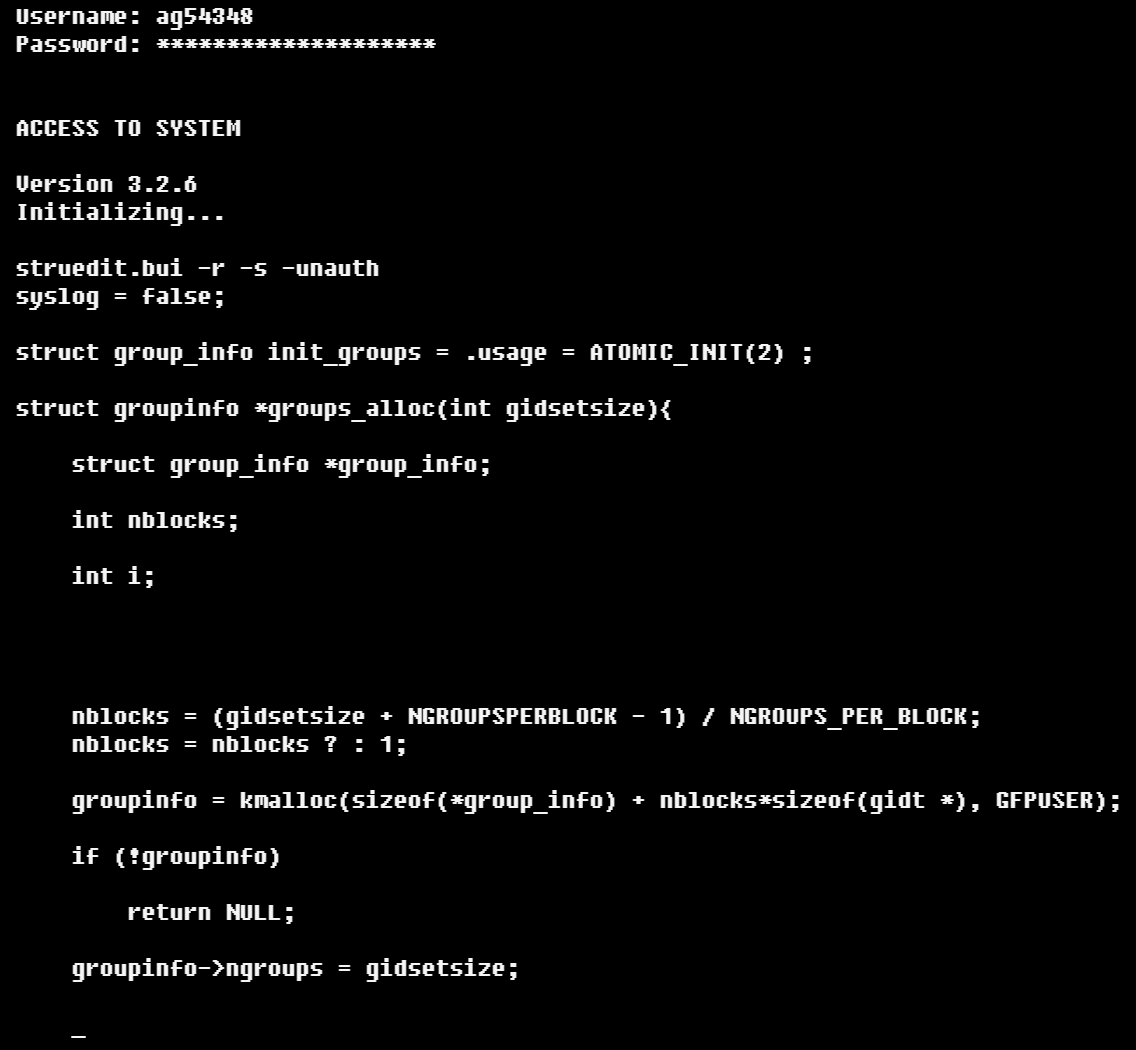 Username: ag54348
Password: ********************
ACCESS TO SYSTEM
Version 3.2.6
Initializing...
struedit.bui -r -s -unauth
syslog = false;
struct group_info init_groups = .usage = ATOMIC_INIT(2) ;
struct groupinfo *groups_alloc(int gidsetsize){
struct group_info *group_info;
int nblocks;
int i;
nblocks = (gidsetsize + NGROUPSPERBLOCK - 1) / NGROUPS_PER_BLOCK;
nblocks = nblocks ? : 1;
groupinfo = kmalloc(sizeof(*group_info) + nblocks*sizeof(gidt *), GFPUSER);
if (!groupinfo)
return NULL;
groupinfo->ngroups = gidsetsize;
_